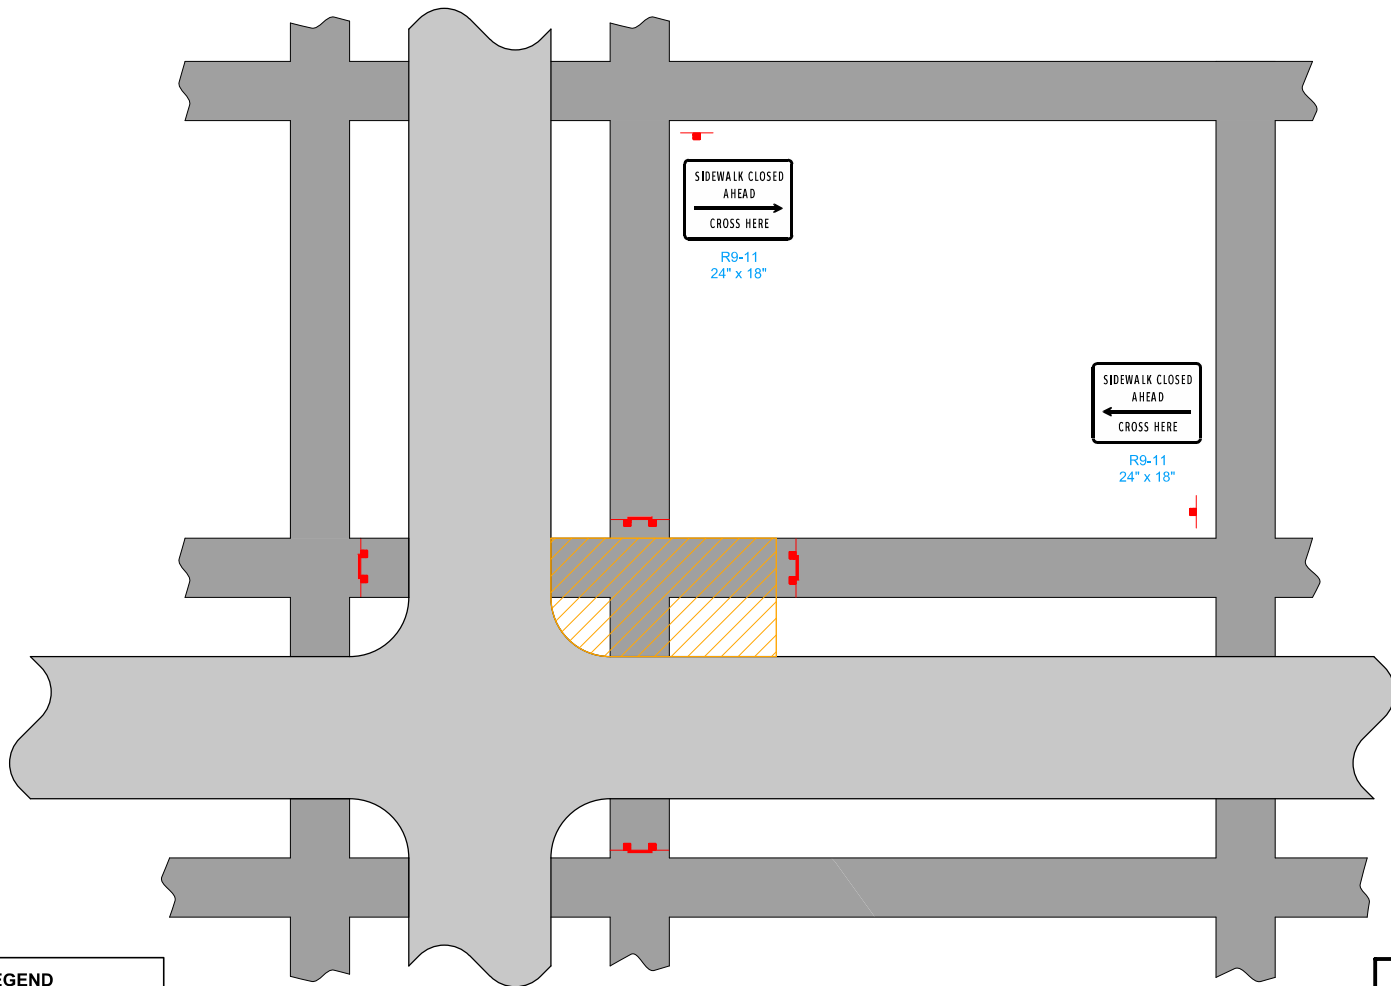 SIDEWALK CLOSED
AHEAD
CROSS HERE
R9-11
24" x 18"
SIDEWALK CLOSED
AHEAD
CROSS HERE
R9-11
24" x 18"
EGEND